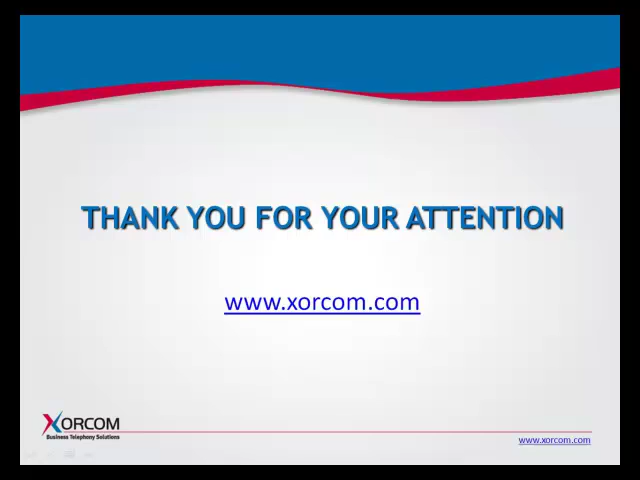 THANK YOU FOR YOUR ATTENTION
www.xorcom.com
XORCOM
Business Telephony Solutions
www.xorcom.com